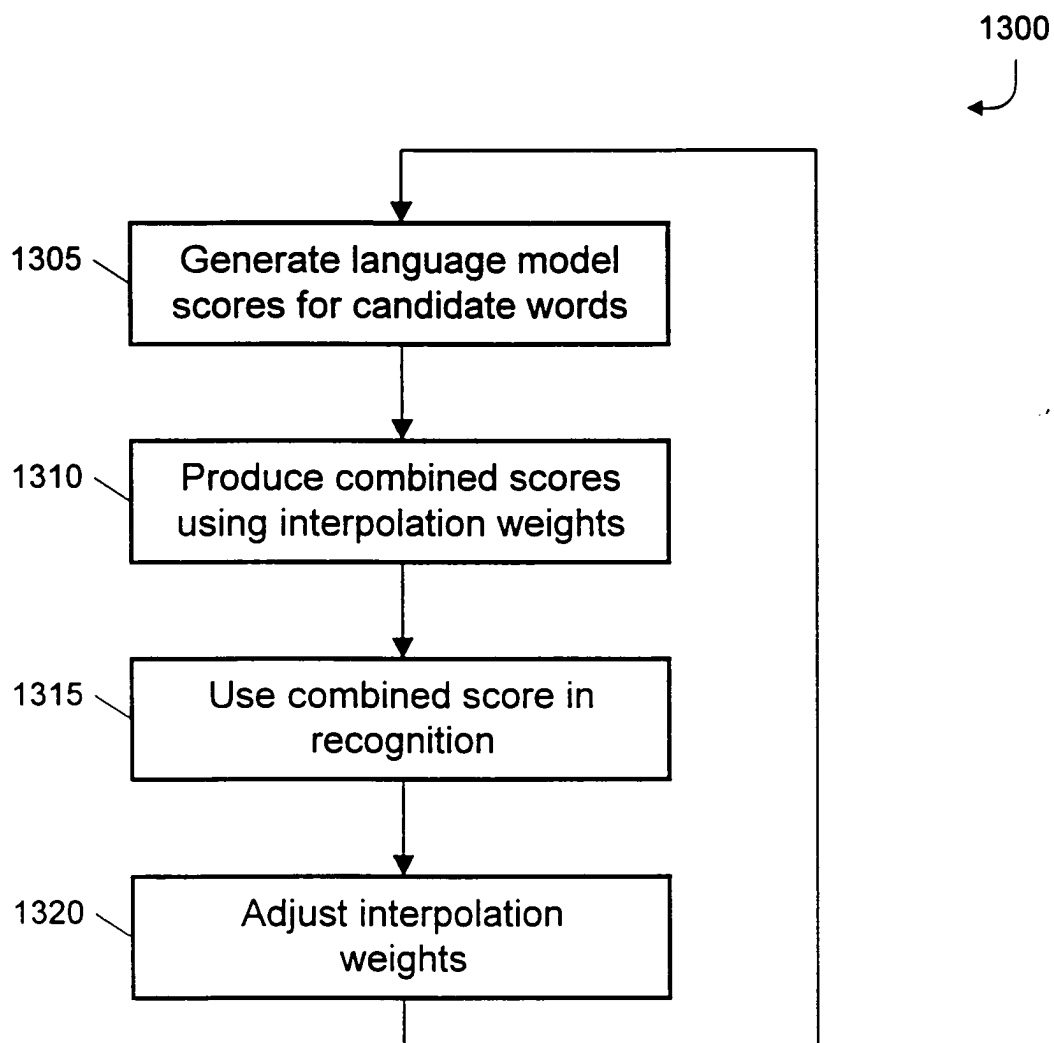 1300
1305
Generate language model
scores for candidate words
1310
Produce combined scores
using interpolation weights
1315
Use combined score in
recognition
1320
Adjust interpolation
weights